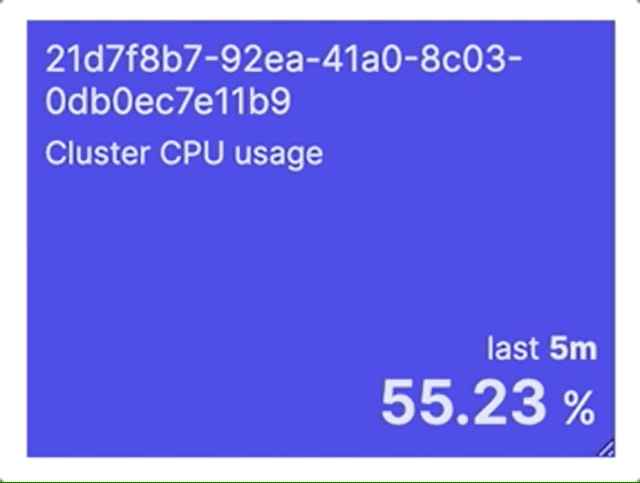 21d7f8b7-92ea-41a0-8c03-
0db0ec7e11b9
Cluster CPU usage
last 5m
55.23 %